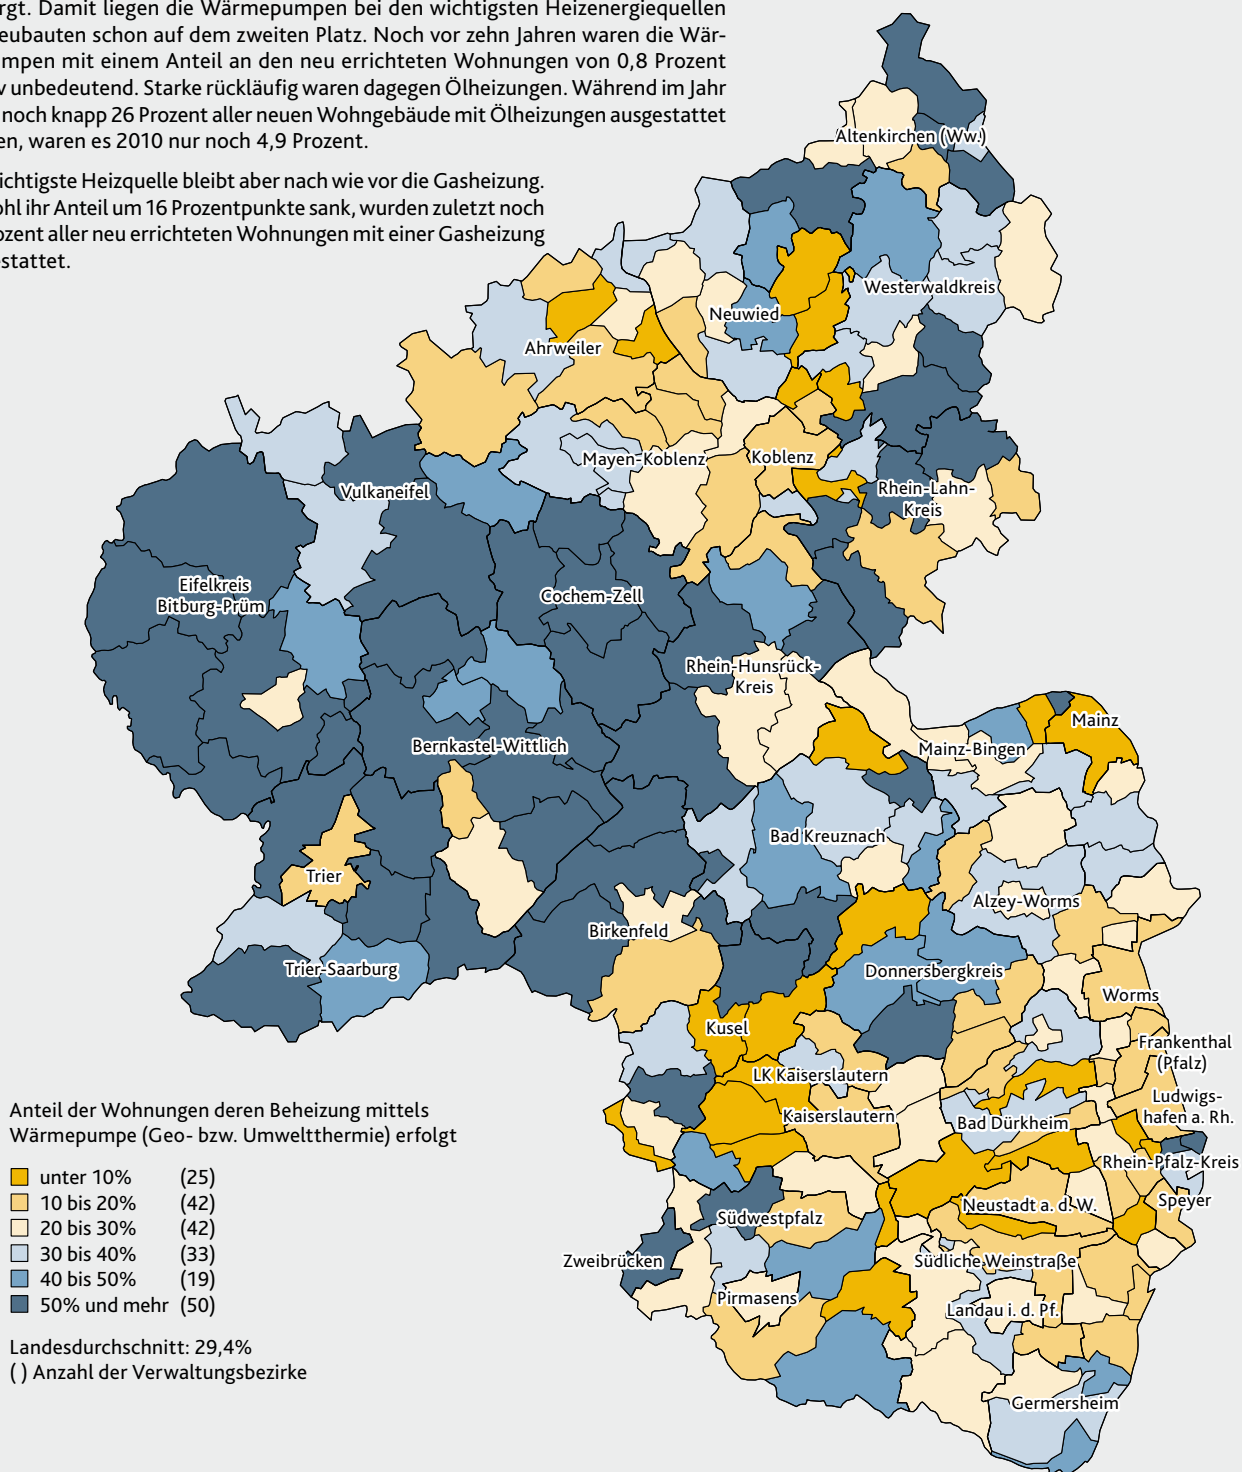 rgt. Damit liegen die Wärmepumpen bei den wichtigsten Heizenergiequellen
eubauten schon auf dem zweiten Platz. Noch vor zehn Jahren waren die Wär-
mpen mit einem Anteil an den neu errichteten Wohnungen von 0,8 Prozent
v unbedeutend. Starke rückläufig waren dagegen Ölheizungen. Während im Jahr
noch knapp 26 Prozent aller neuen Wohngebäude mit Ölheizungen ausgestattet
en, waren es 2010 nur noch 4,9 Prozent.
ichtigste Heizquelle bleibt aber nach wie vor die Gasheizung.
ohl ihr Anteil um 16 Prozentpunkte sank, wurden zuletzt noch
ozent aller neu errichteten Wohnungen mit einer Gasheizung
estattet.
Altenkirchen (Ww.)
Westerwaldkreis
Neuwied
Ahrweiler
Mayen-Koblenz
Koblenz
Vulkaneifel
Rhein-Lahn-
Kreis
Eifelkreis
Bitburg-Prüm
Cochem-Zell
Rhein-Hunsrück-
Kreis
Mainz
Bernkastel-Wittlich
Mainz-Bingen
Bad Kreuznach
Trier
Alzey-Worms
Birkenfeld
Trier-Saarburg
Donnersbergkreis
Worms
Kusel
Frankenthal
(Pfalz)
LK Kaiserslautern
Ludwigs-
hafen a. Rh.
Kaiserslautern
Bad Dürkheim
Rhein-Pfalz-Kreis
Neustadt a. d. W.
Speyer
Südwestpfalz
Zweibrücken
Südliche Weinstraße
Pirmasens
Landau i. d. Pf.
Germersheim
Anteil der Wohnungen deren Beheizung mittels
Wärmepumpe (Geo- bzw. Umweltthermie) erfolgt
unter 10% (25)
10 bis 20% (42)
20 bis 30% (42)
30 bis 40% (33)
40 bis 50% (19)
50% und mehr (50)
Landesdurchschnitt: 29,4%
( ) Anzahl der Verwaltungsbezirke